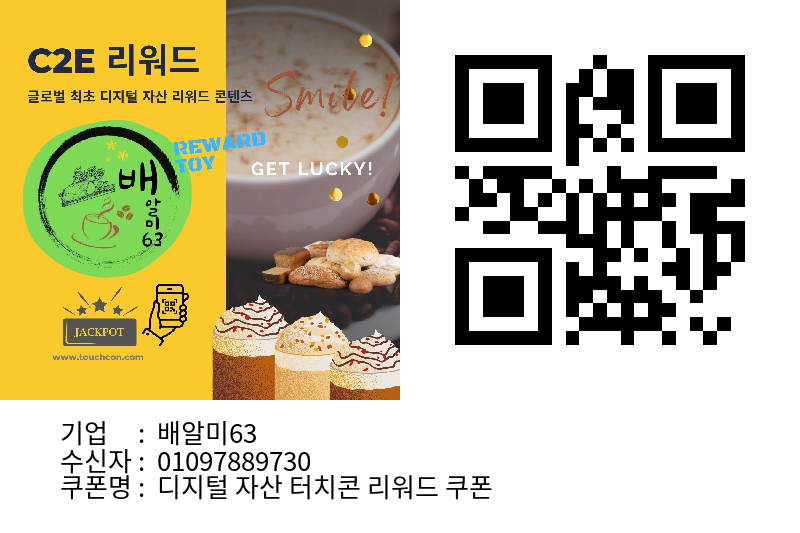 C2E 리워드
글로벌 최초 디지털 자산 리워드 콘텐츠
Smile!
REWARD
TOY
GET LUCKY!
배
알
미
63
JACKPOT
www.touchcon.com
기업 : 배알미63
수신자 : 01097889730
쿠폰명 : 디지털 자산 터치콘 리워드 쿠폰